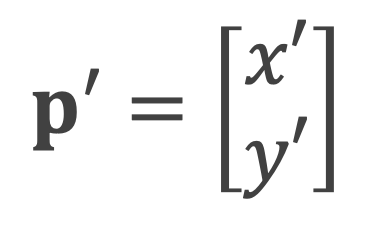 p′ = [x′
y′]